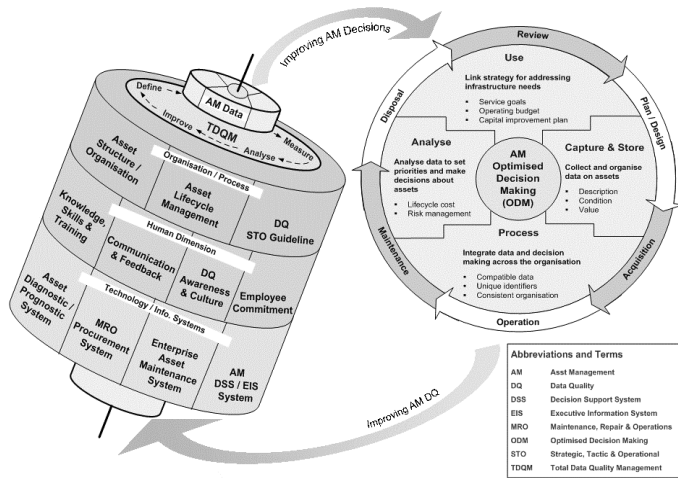 Improving AM Decisions
AM Data
Define
Measure
Analyse
Improve
TDQM
Organisation / Process
Asset
Structure /
Organisation
Asset
Lifecycle
Management
DQ
STO Guideline
Human Dimension
Knowledge,
Skills &
Training
Communication
& Feedback
DQ
Awareness
& Culture
Employee
Commitment
Technology / Info. Systems
Asset
Diagnostic /
Prognostic
System
MRO
Procurement
System
Enterprise
Asset
Maintenance
System
AM
DSS / EIS
System
Review
Plan / Design
Acquisition
Operation
Maintenance
Disposal
Use
Link strategy for addressing
infrastructure needs
• Service goals
• Operating budget
• Capital improvement plan
Analyse
Analyse data to set
priorities and make
decisions about
assets
• Lifecycle cost
• Risk management
AM
Optimised
Decision
Making
(ODM)
Capture & Store
Collect and organise
data on assets
• Description
• Condition
• Value
Process
Integrate data and decision
making across the organisation
• Compatible data
• Unique identifiers
• Consistent organisation
Improving AM DQ
Abbreviations and Terms
AM Asst Management
DQ Data Quality
DSS Decision Support System
EIS Executive Information System
MRO Maintenance, Repair & Operations
ODM Optimised Decision Making
STO Strategic, Tactic & Operational
TDQM Total Data Quality Management